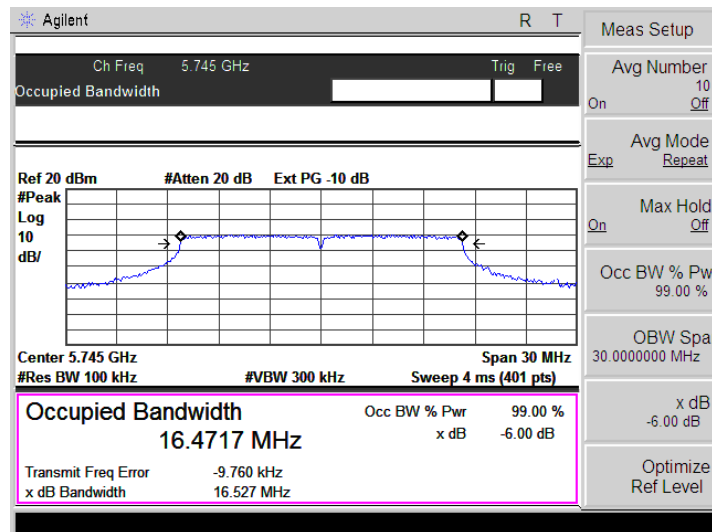 Agilent R T
Ch Freq 5.745 GHz Trig Free
Occupied Bandwidth
Ref 20 dBm #Atten 20 dB Ext PG -10 dB
#Peak
Log
10
dB/
Center 5.745 GHz Span 30 MHz
#Res BW 100 kHz #VBW 300 kHz Sweep 4 ms (401 pts)
Occupied Bandwidth Occ BW % Pwr 99.00 %
16.4717 MHz x dB -6.00 dB
Transmit Freq Error -9.760 kHz
x dB Bandwidth 16.527 MHz
Meas Setup
Avg Number
10
On Off
Avg Mode
Exp Repeat
Max Hold
On Off
Occ BW % Pw
99.00 %
OBW Spa
30.0000000 MHz
x dB
-6.00 dB
Optimize
Ref Level